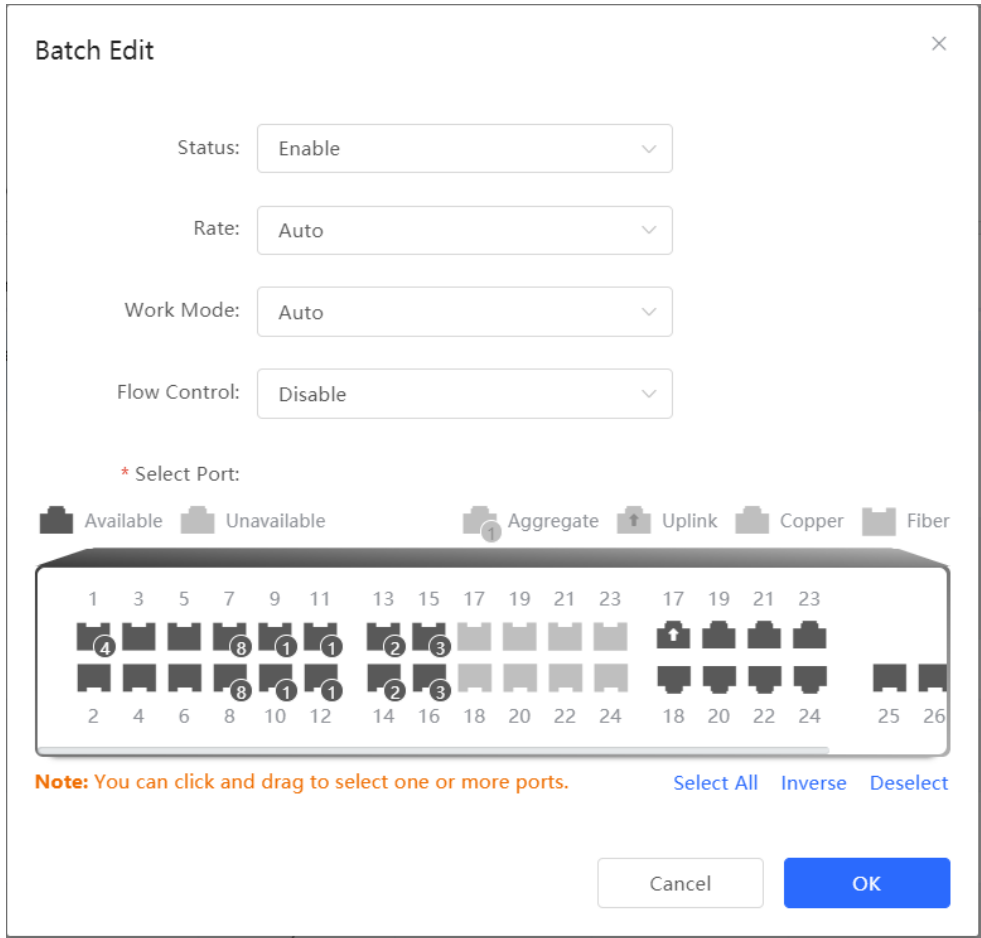 Batch Edit
Status: Enable
Rate: Auto
Work Mode: Auto
Flow Control: Disable
* Select Port:
Available Unavailable 1 Aggregate Uplink Copper Fiber
1 3 5 7 9 11 13 15 17 19 21 23 17 19 21 23
4 8 1 1 2 3
8 1 1 2 3
2 4 6 8 10 12 14 16 18 20 22 24 18 20 22 24 25 26
Note: You can click and drag to select one or more ports. Select All Inverse Deselect
Cancel OK